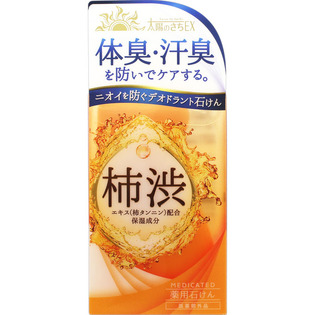 太陽のさちEX
体臭・汗臭
を防いでケアする。
ニオイを防ぐデオドラント石けん
柿渋
エキス(柿タンニン)配合
保湿成分
MEDICATED
薬用石けん
医薬部外品